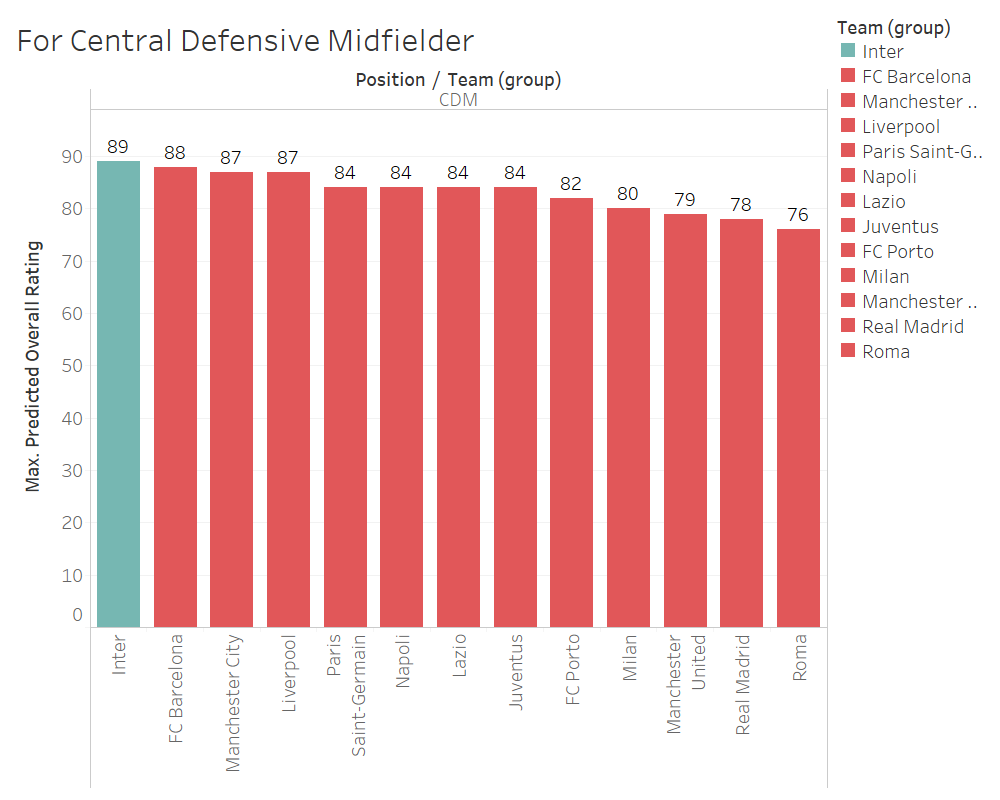 For Central Defensive Midfielder
Position / Team (group)
CDM
Max. Predicted Overall Rating
90
80
70
60
50
40
30
20
10
0
89
88
87
87
84
84
84
84
82
80
79
78
76
Inter
FC Barcelona
Manchester City
Liverpool
Paris
Saint-Germain
Napoli
Lazio
Juventus
FC Porto
Milan
Manchester
United
Real Madrid
Roma
Team (group)
Inter
FC Barcelona
Manchester ..
Liverpool
Paris Saint-G..
Napoli
Lazio
Juventus
FC Porto
Milan
Manchester ..
Real Madrid
Roma